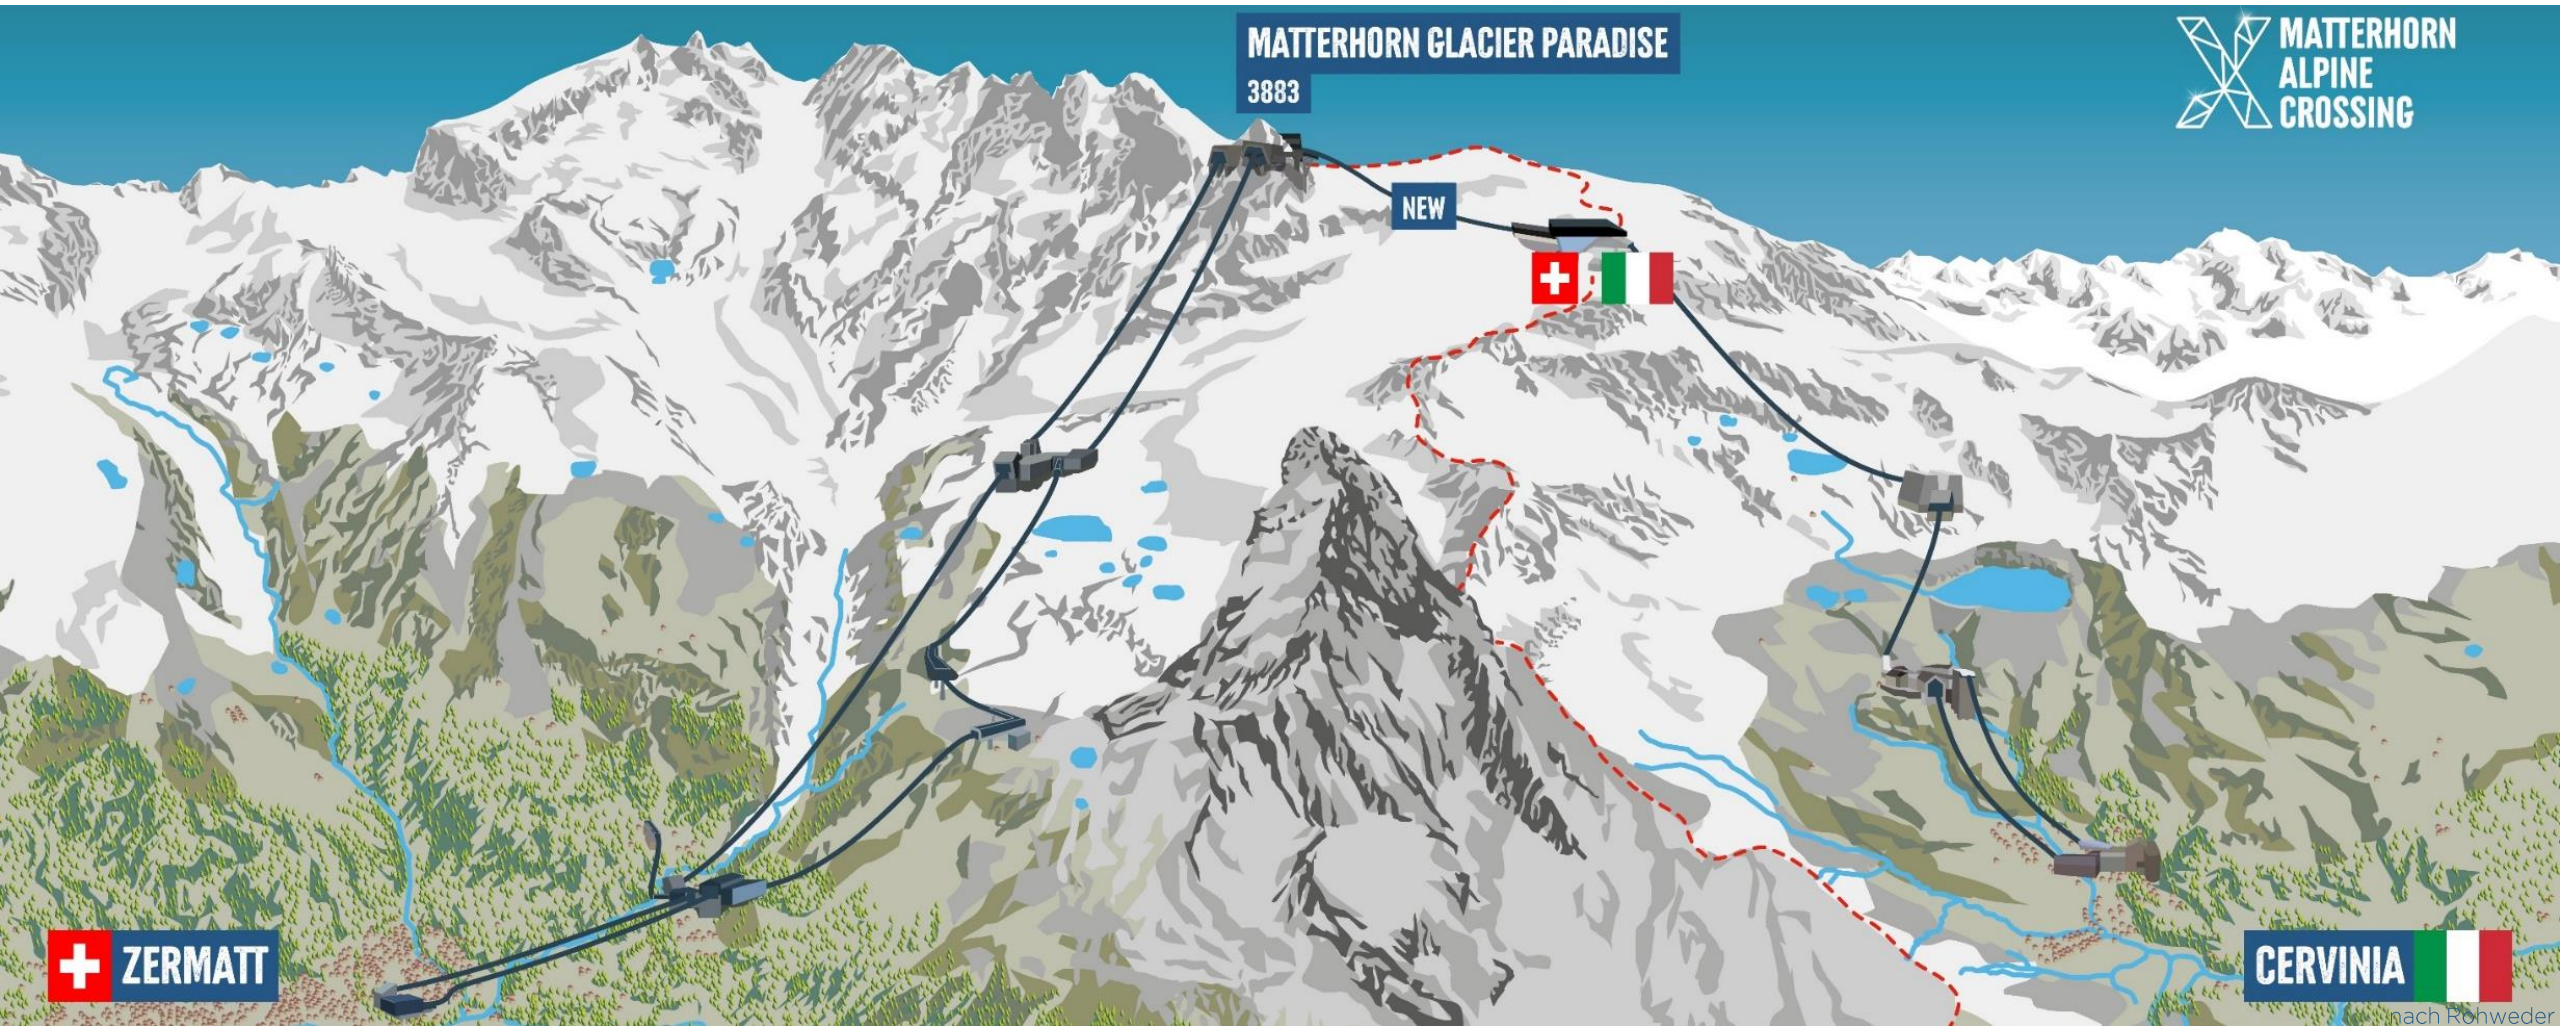 MATTERHORN GLACIER PARADISE
3883
MATTERHORN
ALPINE
CROSSING
NEW
ZERMATT
CERVINIA
nach Rohweder